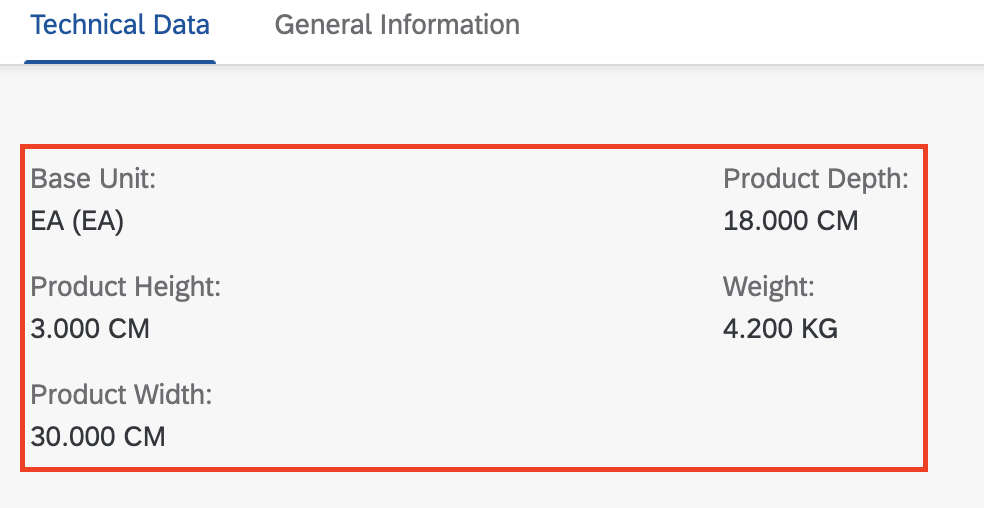 Technical Data General Information
Base Unit:
EA (EA)
Product Height:
3.000 CM
Product Width:
30.000 CM
Product Depth:
18.000 CM
Weight:
4.200 KG